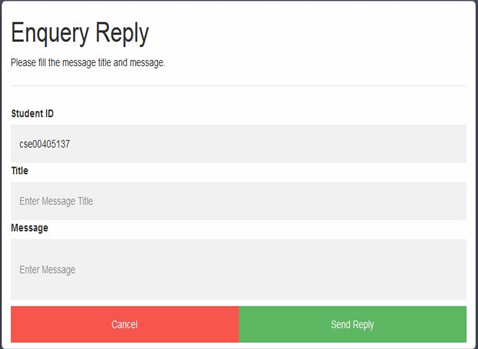 Enquery Reply
Please fill the message title and message.
Student ID
cse00405137
Title
Enter Message Title
Message
Enter Message
Cancel Send Reply